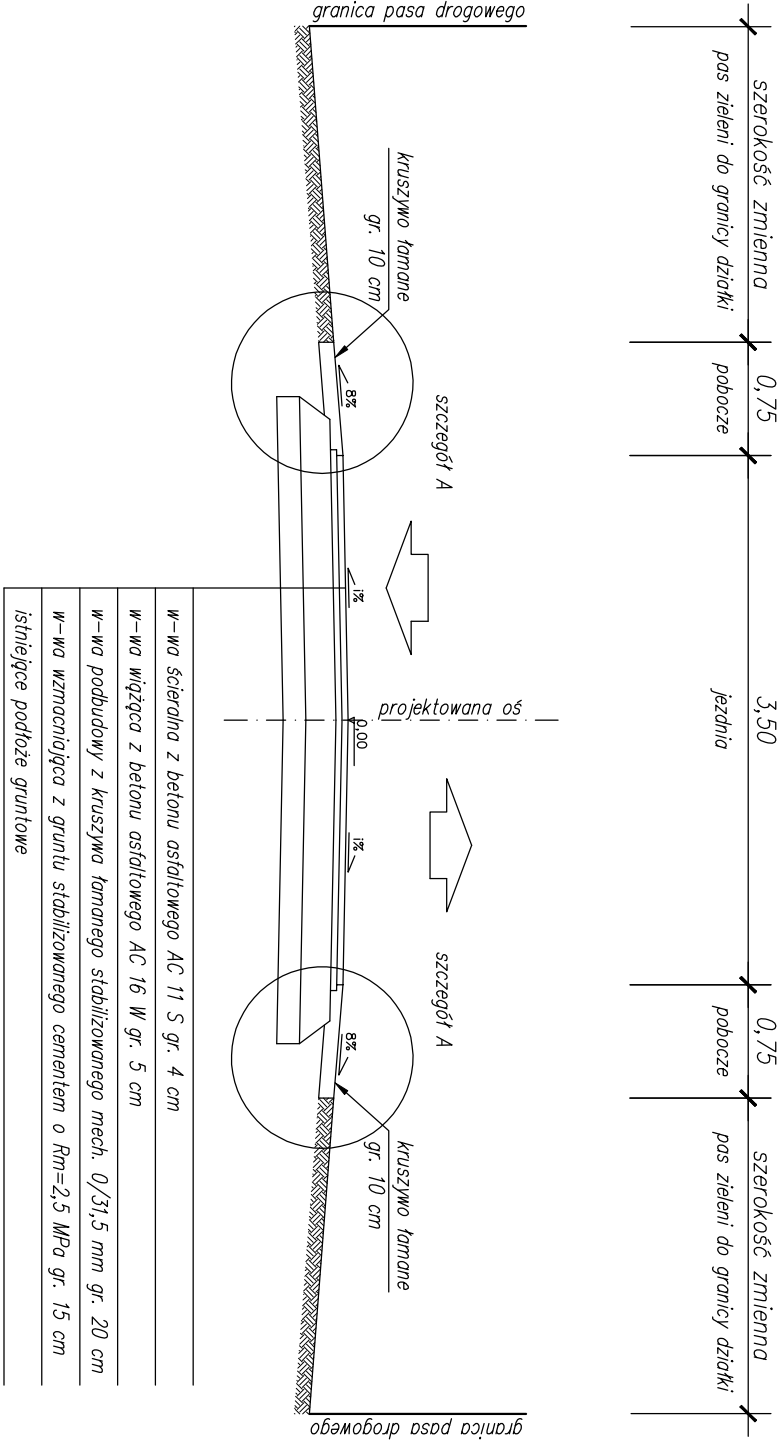 szerokość zmienna
pas zieleni do granicy działki
0,75
pobocze
3,50
jezdnia
0,75
pobocze
szerokość zmienna
pas zieleni do granicy działki
granica pasa drogowego
kruszywo łamane
gr. 10 cm
szczegół A
8%
i%
projektowana oś
0,00
i%
szczegół A
8%
kruszywo łamane
gr. 10 cm
granica pasa drogowego
w-wa ścieralna z betonu asfaltowego AC 11 S gr. 4 cm
w-wa wiążąca z betonu asfaltowego AC 16 W gr. 5 cm
w-wa podbudowy z kruszywa łamanego stabilizowanego mech. 0/31,5 mm gr. 20 cm
w-wa wzmacniająca z gruntu stabilizowanego cementem o Rm=2,5 MPa gr. 15 cm
istniejące podłoże gruntowe